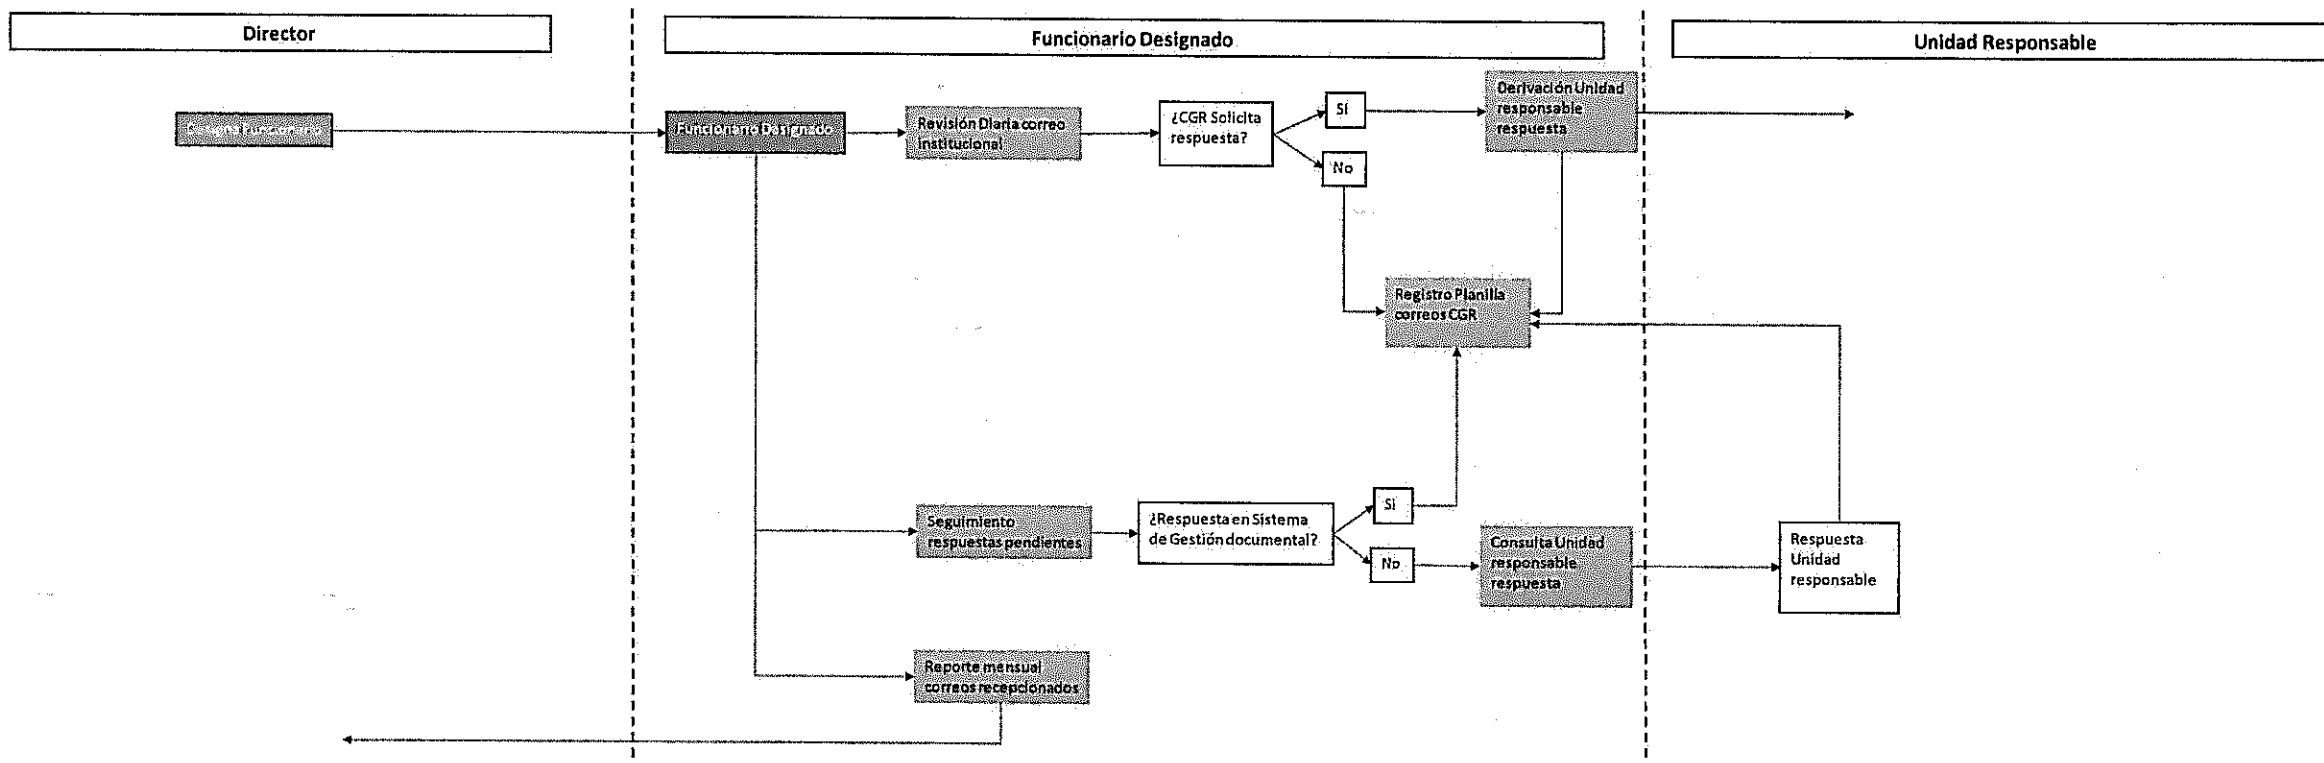 Director
Funcionario Designado
Unidad Responsable
Designa Funcionario
Funcionario Designado
Revisión Diaria correo
institucional
¿CGR Solicita
respuesta?
SÍ
No
Derivación Unidad
responsable
respuesta
Registro Planilla
correos CGR
Seguimiento
respuestas pendientes
¿Respuesta en Sistema
de Gestión documental?
SÍ
No
Consulta Unidad
responsable
respuesta
Respuesta
Unidad
responsable
Reporte mensual
correos recepcionados